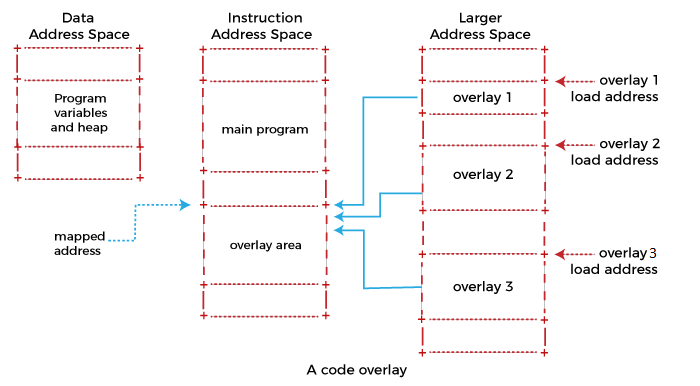 Data
Address Space
Instruction
Address Space
Larger
Address Space
Program
variables
and heap
main program
overlay 1
overlay 1
load address
overlay 2
load address
overlay 2
mapped
address
overlay area
overlay 3
load address
overlay 3
A code overlay